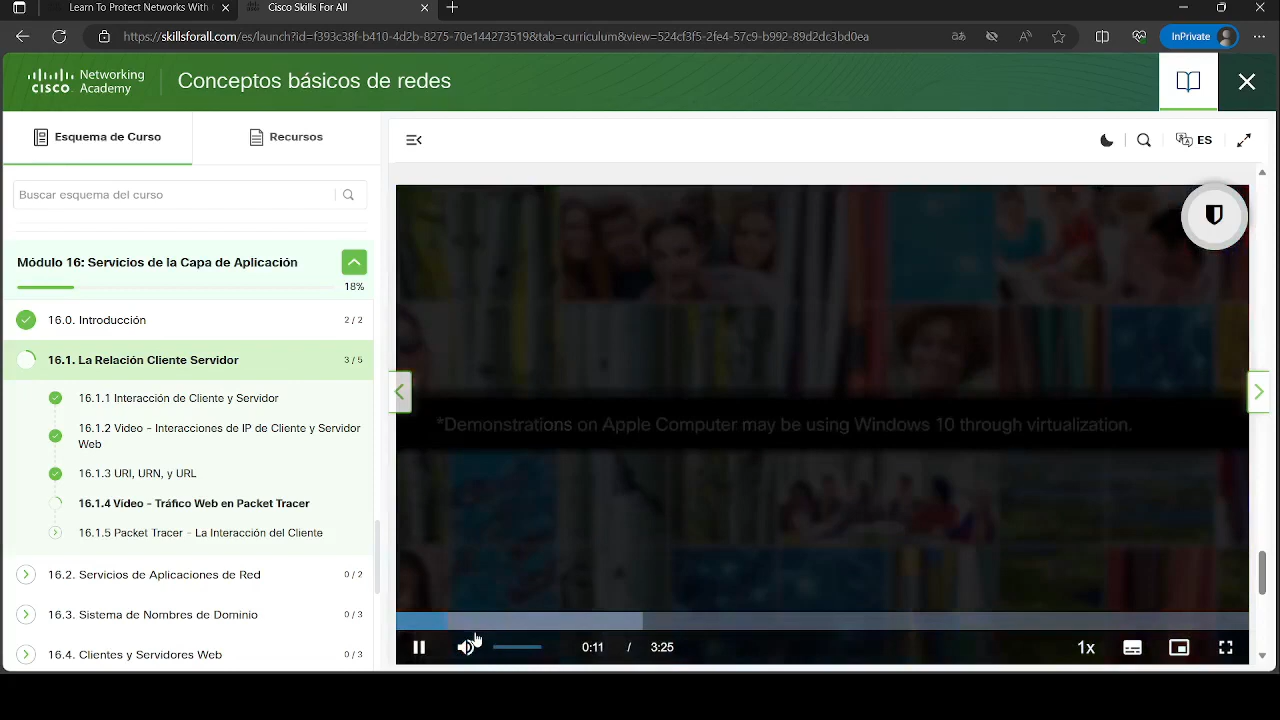 Learn To Protect Networks With
Cisco Skills For All
https://skillsforall.com/es/launch?id=f393c38f-b410-4d2b-8275-70e144273519&tab=curriculum&view=524cf3f5-2fe4-57c9-b992-89d2dc3bd0ea
InPrivate
Networking
CISCO Academy
Conceptos básicos de redes
Esquema de Curso
Recursos
ES
Buscar esquema del curso
Módulo 16: Servicios de la Capa de Aplicación
18%
16.0. Introducción 2 / 2
16.1. La Relación Cliente Servidor 3 / 5
16.1.1 Interacción de Cliente y Servidor
16.1.2 Video - Interacciones de IP de Cliente y Servidor
Web
16.1.3 URI, URN, y URL
16.1.4 Video - Tráfico Web en Packet Tracer
16.1.5 Packet Tracer - La Interacción del Cliente
16.2. Servicios de Aplicaciones de Red 0 / 2
16.3. Sistema de Nombres de Dominio 0 / 3
16.4. Clientes y Servidores Web 0 / 3
*Demonstrations on Apple Computer may be using Windows 10 through virtualization.
0:11 / 3:25
1x